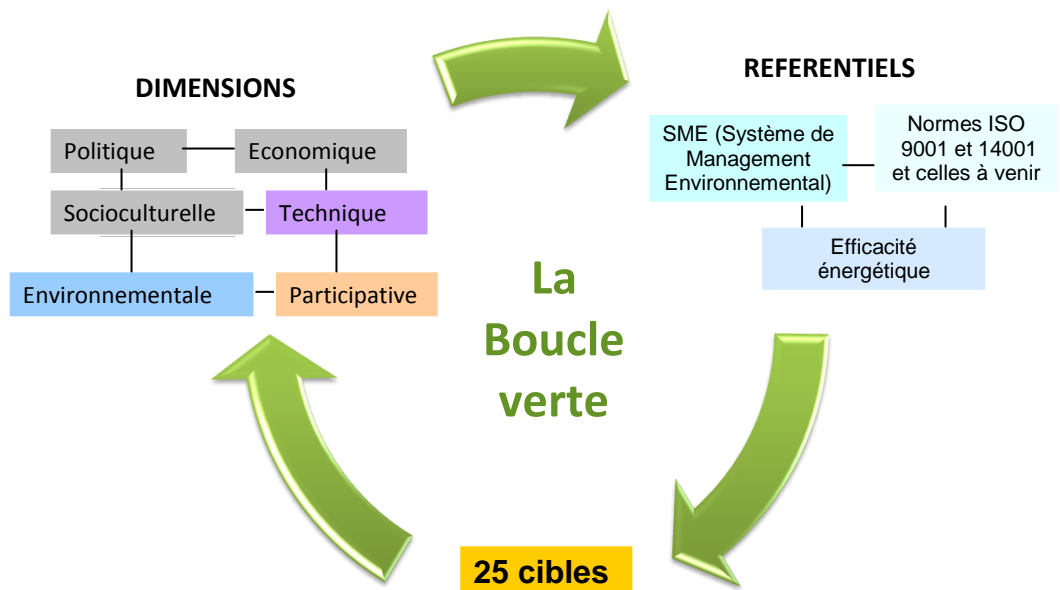 DIMENSIONS
Politique
Economique
Socioculturelle
Technique
Environnementale
Participative
REFERENTIELS
SME (Système de
Management
Environnemental)
Normes ISO
9001 et 14001
et celles à venir
Efficacité
énergétique
La
Boucle
verte
25 cibles